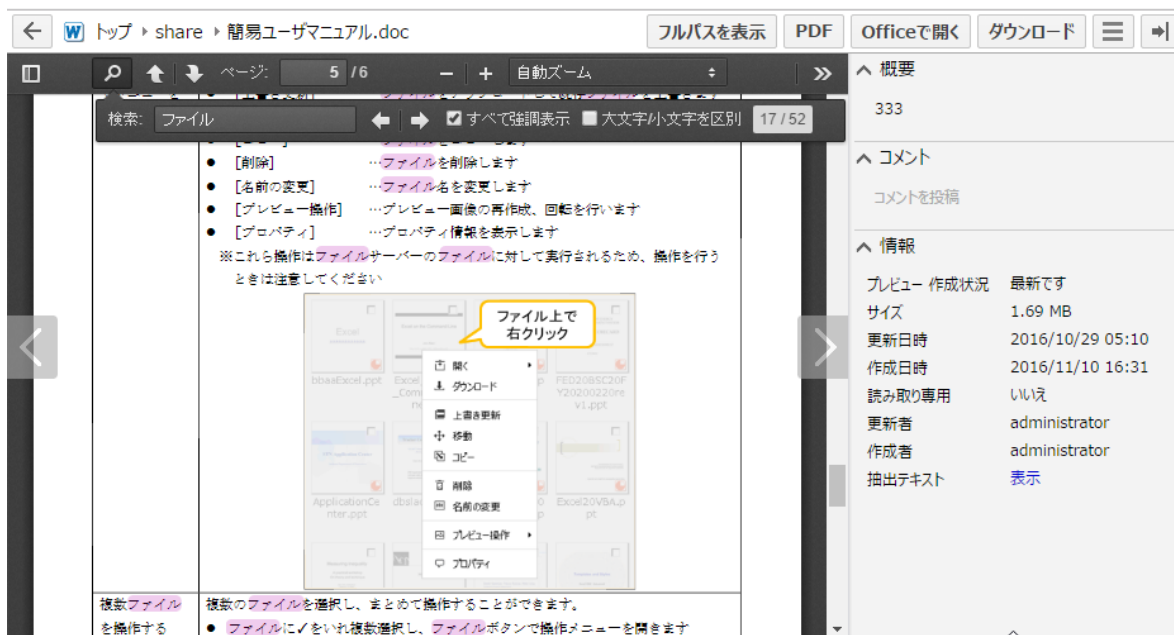 トップ › share › 簡易ユーザマニュアル.doc
フルパスを表示 PDF Officeで開く ダウンロード
ページ: 5 /6 自動ズーム
検索: ファイル すべて強調表示 大文字/小文字を区別 17 / 52
● [削除] …ファイルを削除します
● [名前の変更] …ファイル名を変更します
● [プレビュー操作] …プレビュー画像の再作成、回転を行います
● [プロパティ] …プロパティ情報を表示します
※これら操作はファイルサーバーのファイルに対して実行されるため、操作を行う
ときは注意してください
ファイル上で
右クリック
Excel
bbaaExcel.ppt
FED20BSC20F
Y20200220re
v1.ppt
開く
ダウンロード
上書き更新
移動
コピー
削除
名前の変更
プレビュー操作
プロパティ
ApplicationCe
nter.ppt
Excel20VBA.p
pt
複数ファイル
を操作する
複数のファイルを選択し、まとめて操作することができます。
● ファイルに✓をいれ複数選択し、ファイルボタンで操作メニューを開きます
概要
333
コメント
コメントを投稿
情報
プレビュー 作成状況 最新です
サイズ 1.69 MB
更新日時 2016/10/29 05:10
作成日時 2016/11/10 16:31
読み取り専用 いいえ
更新者 administrator
作成者 administrator
抽出テキスト 表示